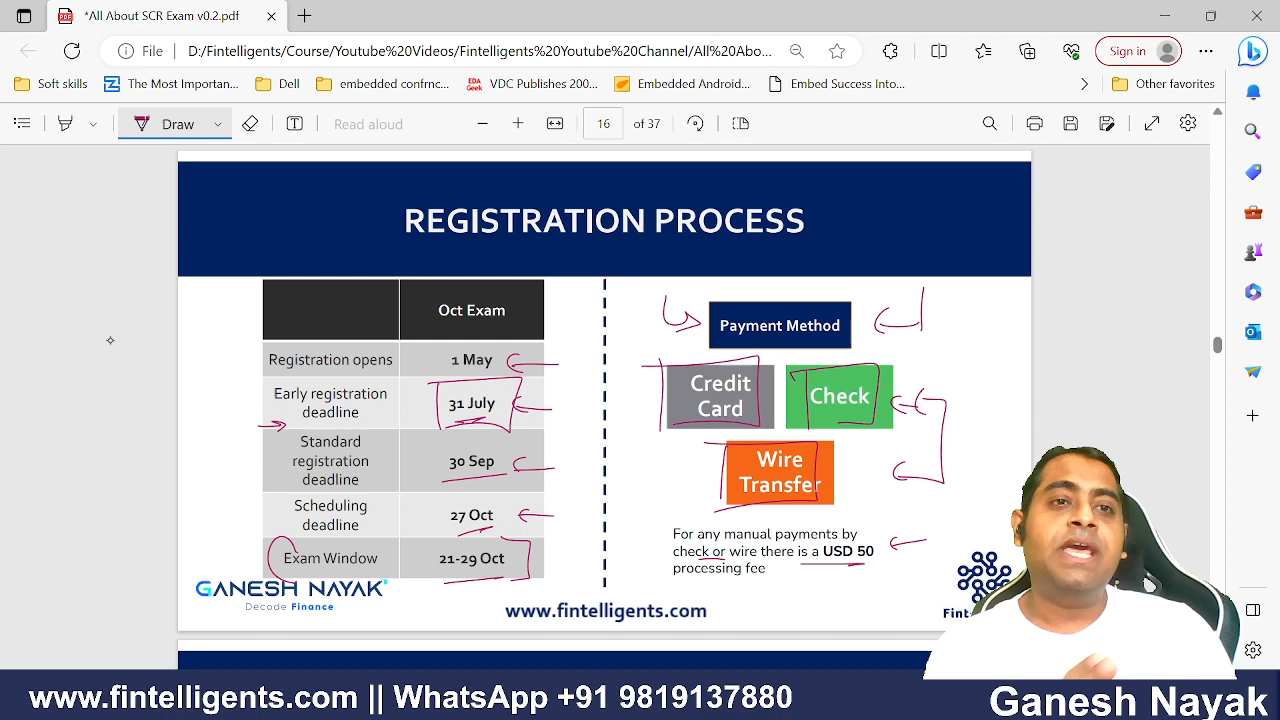 *All About SCR Exam v0.2.pdf
File
D:/Fintelligents/Course/Youtube%20Videos/Fintelligents%20Youtube%20Channel/All%20Abo...
Sign in
Soft skills
The Most Importan...
Dell
embedded confrnc...
EDA
Geek
VDC Publishes 200...
Embedded Android...
Embed Success Into...
Other favorites
Draw
Read aloud
16
of 37
REGISTRATION PROCESS
Oct Exam
Registration opens
1 May
Early registration
deadline
31 July
Standard
registration
deadline
30 Sep
Scheduling
deadline
27 Oct
Exam Window
21-29 Oct
Payment Method
Credit
Card
Check
Wire
Transfer
For any manual payments by
check or wire there is a USD 50
processing fee
GANESH NAYAK
Decode Finance
www.fintelligents.com
Fint
www.fintelligents.com || WhatsApp +91 9819137880
Ganesh Nayak